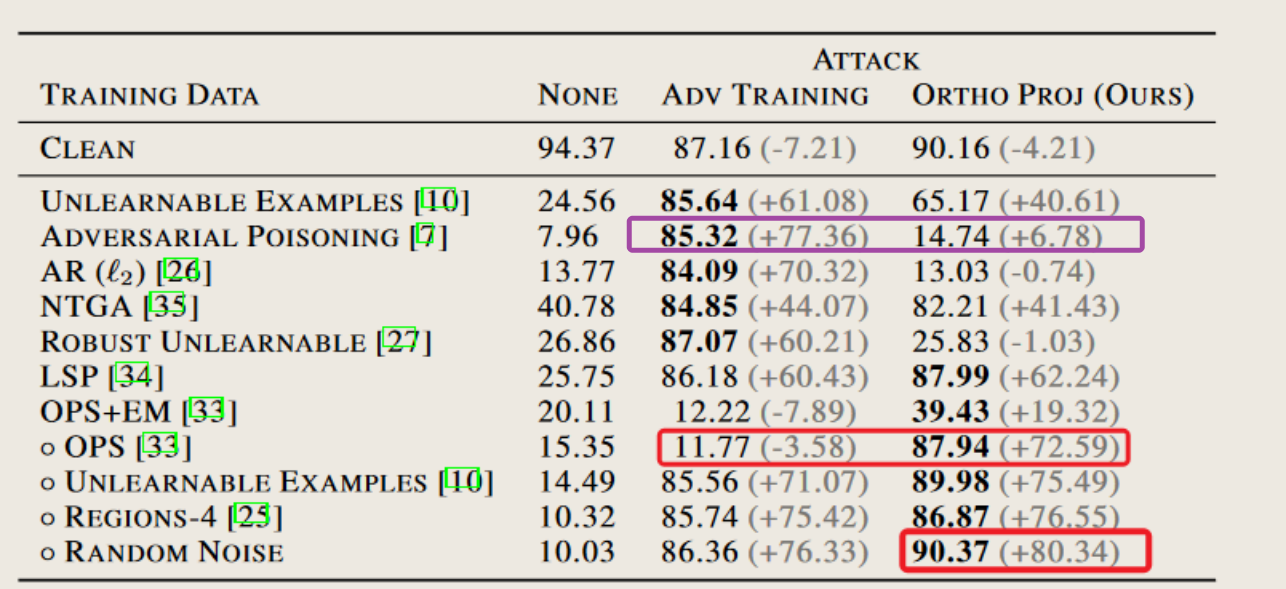 ATTACK
TRAINING DATA NONE ADV TRAINING ORTHO PROJ (OURS)
CLEAN 94.37 87.16 (-7.21) 90.16 (-4.21)
UNLEARNABLE EXAMPLES [10] 24.56 85.64 (+61.08) 65.17 (+40.61)
ADVERSARIAL POISONING [7] 7.96 85.32 (+77.36) 14.74 (+6.78)
AR (ℓ₂) [26] 13.77 84.09 (+70.32) 13.03 (-0.74)
NTGA [35] 40.78 84.85 (+44.07) 82.21 (+41.43)
ROBUST UNLEARNABLE [27] 26.86 87.07 (+60.21) 25.83 (-1.03)
LSP [34] 25.75 86.18 (+60.43) 87.99 (+62.24)
OPS+EM [33] 20.11 12.22 (-7.89) 39.43 (+19.32)
○ OPS [33] 15.35 11.77 (-3.58) 87.94 (+72.59)
○ UNLEARNABLE EXAMPLES [10] 14.49 85.56 (+71.07) 89.98 (+75.49)
○ REGIONS-4 [25] 10.32 85.74 (+75.42) 86.87 (+76.55)
○ RANDOM NOISE 10.03 86.36 (+76.33) 90.37 (+80.34)